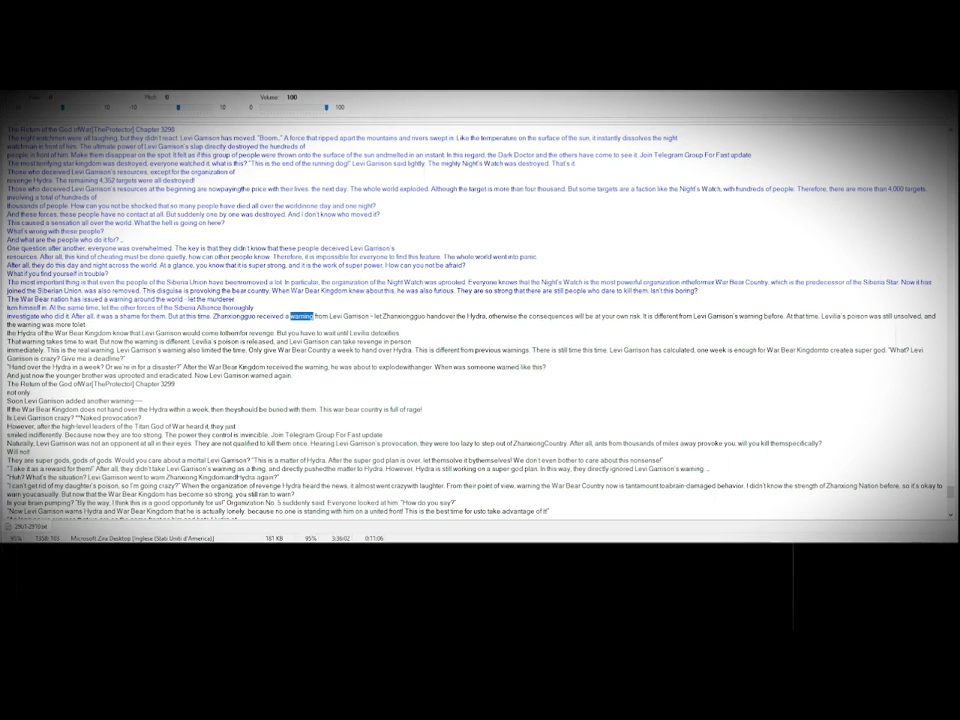 Pitch: 0
Volume: 100
10 -10 10 0 100
The Return of the God ofWar[TheProtector] Chapter 3298
The night watchmen were all laughing, but they didn't react. Levi Garrison has moved. "Boom.." A force that ripped apart the mountains and rivers swept in. Like the temperature on the surface of the sun, it instantly dissolves the night.
watchman in front of him. The ultimate power of Levi Garrison's slap directly destroyed the hundreds of
people in front of him. Make them disappear on the spot. It felt as if this group of people were thrown onto the surface of the sun andmelted in an instant. In this regard, the Dark Doctor and the others have come to see it. Join Telegram Group For Fast update
The most terrifying star kingdom was destroyed, everyone watched it. what is this? "This is the end of the running dog!" Levi Garrison said lightly. The mighty Night's Watch was destroyed. That's it
Those who deceived Levi Garrison's resources, except for the organization of
revenge Hydra. The remaining 4,352 targets were all destroyed!
Those who deceived Levi Garrison's resources at the beginning are nowpayingthe price with their lives. the next day. The whole world exploded. Although the target is more than four thousand. But some targets are a faction like the Night's Watch, with hundreds of people. Therefore, there are more than 4,000 targets.
involving a total of hundreds of
thousands of people. How can you not be shocked that so many people have died all over the worldinone day and one night?
And these forces, these people have no contact at all. But suddenly one by one was destroyed. And I don't know who moved it?
This caused a sensation all over the world. What the hell is going on here?
What's wrong with these people?
And what are the people who do it for?...
One question after another, everyone was overwhelmed. The key is that they didn't know that these people deceived Levi Garrison's
resources. After all, this kind of cheating must be done quietly, how can other people know. Therefore, it is impossible for everyone to find this feature. The whole world went into panic.
After all, they do this day and night across the world. At a glance, you know that it is super strong, and it is the work of super power. How can you not be afraid?
What if you find yourself in trouble?
The most important thing is that even the people of the Siberia Union have beenremoved a lot. In particular, the organization of the Night Watch was uprooted. Everyone knows that the Night's Watch is the most powerful organization intheformer War Bear Country, which is the predecessor of the Siberia Star. Now it has
joined the Siberian Union, was also removed. This disguise is provoking the bear country. When War Bear Kingdom knew about this, he was also furious. They are so strong that there are still people who dare to kill them. Isn't this boring?
The War Bear nation has issued a warning around the world - let the murderer
turn himself in. At the same time, let the other forces of the Siberia Alliance thoroughly
investigate who did it. After all, it was a shame for them. But at this time. Zhanxiongguo received a warning from Levi Garrison – let Zhanxiongguo handover the Hydra, otherwise the consequences will be at your own risk. It is different from Levi Garrison's warning before. At that time, Levilia's poison was still unsolved, and
the warning was more tolet
the Hydra of the War Bear Kingdom know that Levi Garrison would come tothemfor revenge. But you have to wait until Levilia detoxifies.
That warning takes time to wait. But now the warning is different. Levilia's poison is released, and Levi Garrison can take revenge in person
immediately. This is the real warning. Levi Garrison's warning also limited the time. Only give War Bear Country a week to hand over Hydra. This is different from previous warnings. There is still time this time. Levi Garrison has calculated, one week is enough for War Bear Kingdomto createa super god. "What? Levi
Garrison is crazy? Give me a deadline?"
"Hand over the Hydra in a week? Or we're in for a disaster?" After the War Bear Kingdom received the warning, he was about to explodewithanger. When was someone warned like this?
And just now the younger brother was uprooted and eradicated. Now Levi Garrison warned again.
The Return of the God ofWar[TheProtector] Chapter 3299
not only
Soon Levi Garrison added another warning----
If the War Bear Kingdom does not hand over the Hydra within a week, then theyshould be buried with them. This war bear country is full of rage!
Is Levi Garrison crazy? **Naked provocation?
However, after the high-level leaders of the Titan God of War heard it, they just
smiled indifferently. Because now they are too strong. The power they control is invincible. Join Telegram Group For Fast update
Naturally, Levi Garrison was not an opponent at all in their eyes. They are not qualified to kill them once. Hearing Levi Garrison's provocation, they were too lazy to step out of ZhanxiongCountry. After all, ants from thousands of miles away provoke you, will you kill themspecifically?
Will not!
They are super gods, gods of gods. Would you care about a mortal Levi Garrison? "This is a matter of Hydra. After the super god plan is over, let themsolve it bythemselves! We don't even bother to care about this nonsense!"
"Take it as a reward for them!" After all, they didn't take Levi Garrison's warning as a thing, and directly pushedthe matter to Hydra. However, Hydra is still working on a super god plan. In this way, they directly ignored Levi Garrison's warning ...
"Huh? What's the situation? Levi Garrison went to warn Zhanxiong KingdomandHydra again?"
"I can't get rid of my daughter's poison, so I'm going crazy?" When the organization of revenge Hydra heard the news, it almost went crazywith laughter. From their point of view, warning the War Bear Country now is tantamount toabrain-damaged behavior. I didn't know the strength of Zhanxiong Nation before, so it's okay to
warn youcasually. But now that the War Bear Kingdom has become so strong, you still ran to warn?
Is your brain pumping? "By the way, I think this is a good opportunity for us!" Organization No. 5 suddenly said. Everyone looked at him. "How do you say?"
"Now Levi Garrison warns Hydra and War Bear Kingdom that he is actually lonely, because no one is standing with him on a united front! This is the best time for usto take advantage of it!"
95% 1358; 103 Microsoft Zira Desktop [Inglese (Stati Uniti d'America)] 181 KB 95% 3:36:02 0:11:06